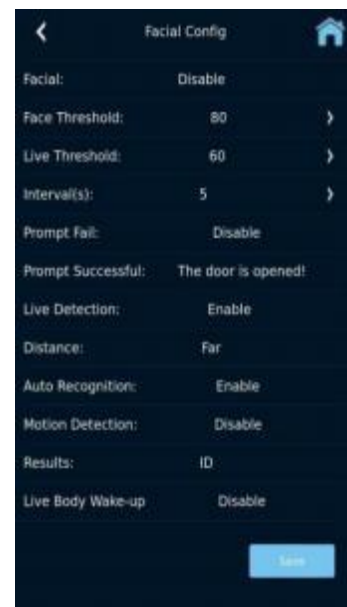 Facial Config
Facial: Disable
Face Threshold: 80
Live Threshold: 60
Interval(s): 5
Prompt Fail: Disable
Prompt Successful: The door is opened!
Live Detection: Enable
Distance: Far
Auto Recognition: Enable
Motion Detection: Disable
Results: ID
Live Body Wake-up Disable
Save